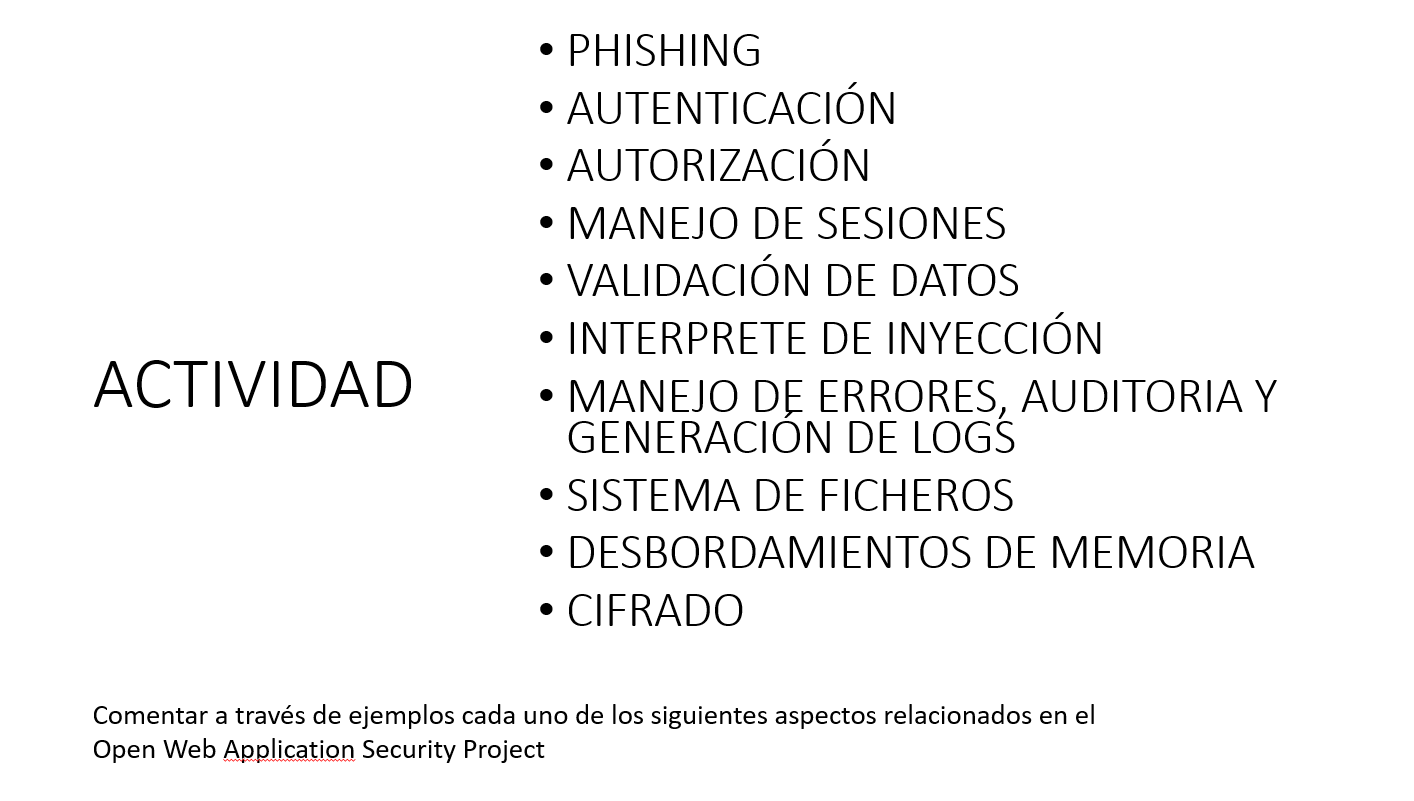 ACTIVIDAD
• PHISHING
• AUTENTICACIÓN
• AUTORIZACIÓN
• MANEJO DE SESIONES
• VALIDACIÓN DE DATOS
• INTERPRETE DE INYECCIÓN
• MANEJO DE ERRORES, AUDITORIA Y
GENERACIÓN DE LOGS
• SISTEMA DE FICHEROS
• DESBORDAMIENTOS DE MEMORIA
• CIFRADO
Comentar a través de ejemplos cada uno de los siguientes aspectos relacionados en el
Open Web Application Security Project